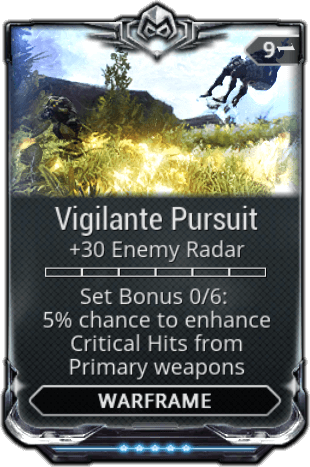 9
Vigilante Pursuit
+30 Enemy Radar
Set Bonus 0/6:
5% chance to enhance
Critical Hits from
Primary weapons
WARFRAME